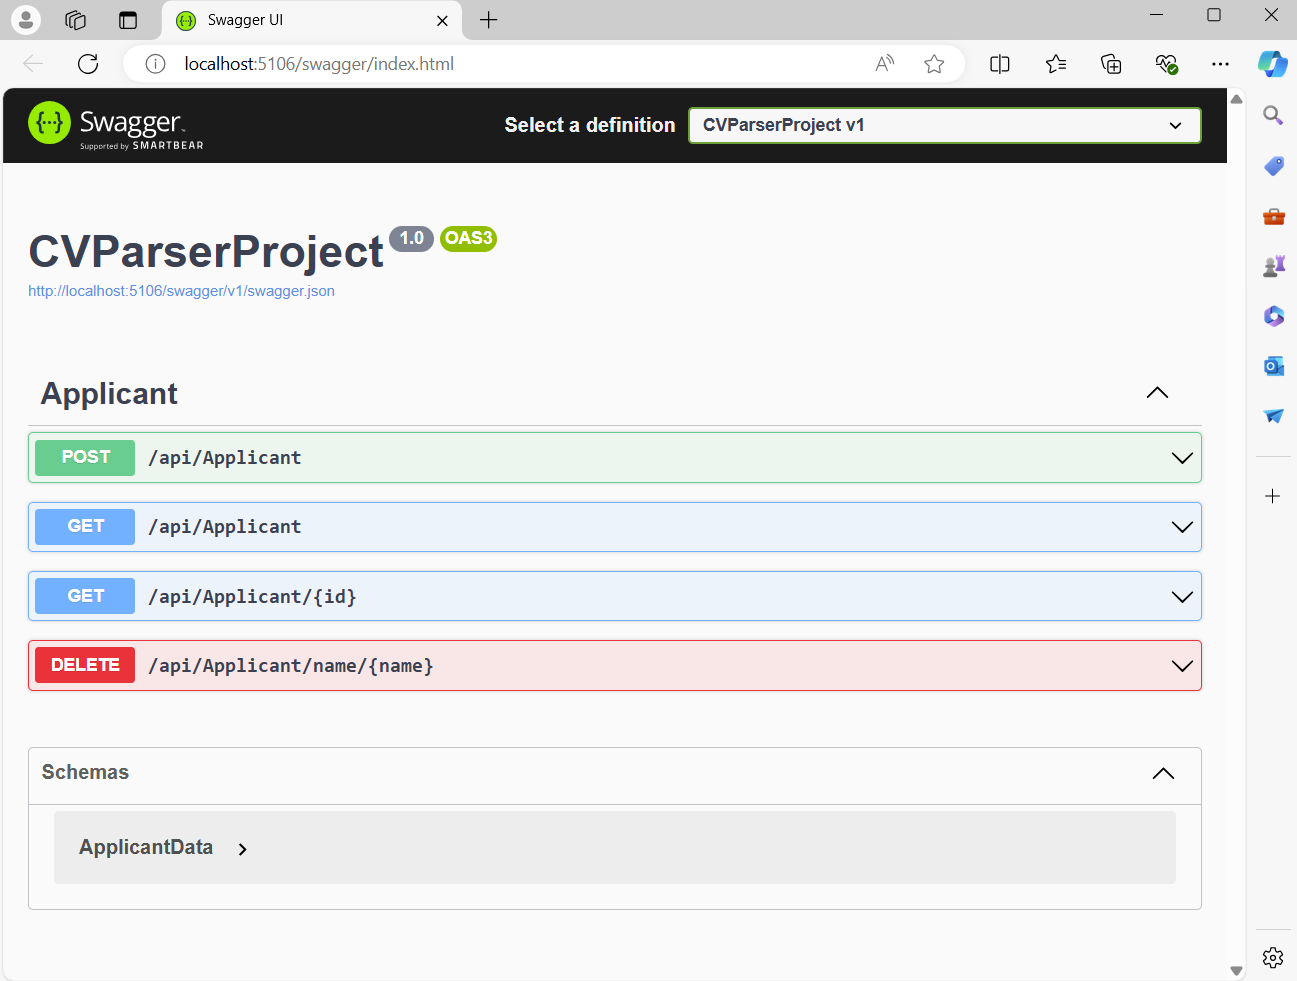 Swagger UI
localhost:5106/swagger/index.html
Swagger
Supported by SMARTBEAR
Select a definition
CVParserProject v1
CVParserProject 1.0 OAS3
http://localhost:5106/swagger/v1/swagger.json
Applicant
POST /api/Applicant
GET /api/Applicant
GET /api/Applicant/{id}
DELETE /api/Applicant/name/{name}
Schemas
ApplicantData